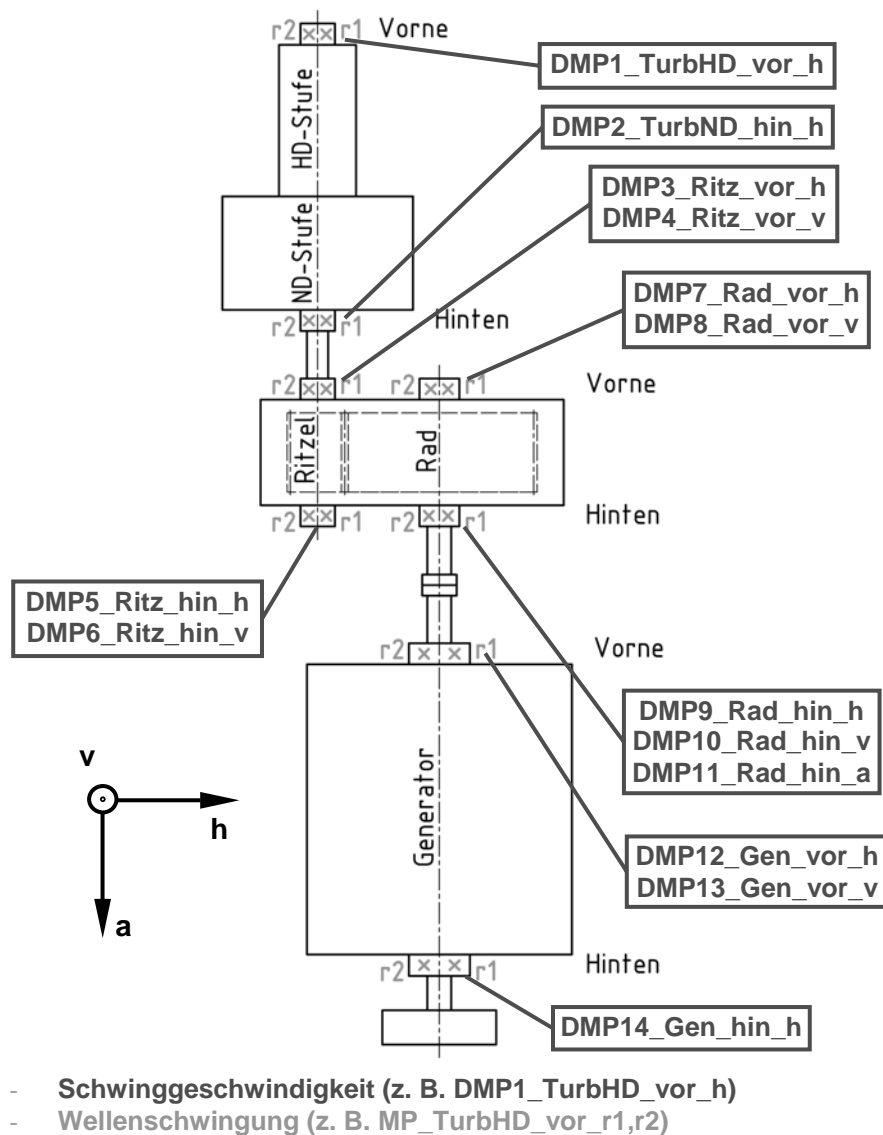 r2 r1 Vorne
DMP1_TurbHD_vor_h
HD-Stufe
DMP2_TurbND_hin_h
DMP3_Ritz_vor_h
DMP4_Ritz_vor_v
ND-Stufe
DMP7_Rad_vor_h
DMP8_Rad_vor_v
r2 r1 Hinten
r2 r1 r2 r1 Vorne
Ritzel
Rad
r2 r1 r2 r1 Hinten
DMP5_Ritz_hin_h
DMP6_Ritz_hin_v
r2 r1 Vorne
DMP9_Rad_hin_h
DMP10_Rad_hin_v
DMP11_Rad_hin_a
v
h
a
Generator
DMP12_Gen_vor_h
DMP13_Gen_vor_v
r2 r1 Hinten
DMP14_Gen_hin_h
- Schwinggeschwindigkeit (z. B. DMP1_TurbHD_vor_h)
- Wellenschwingung (z. B. MP_TurbHD_vor_r1,r2)